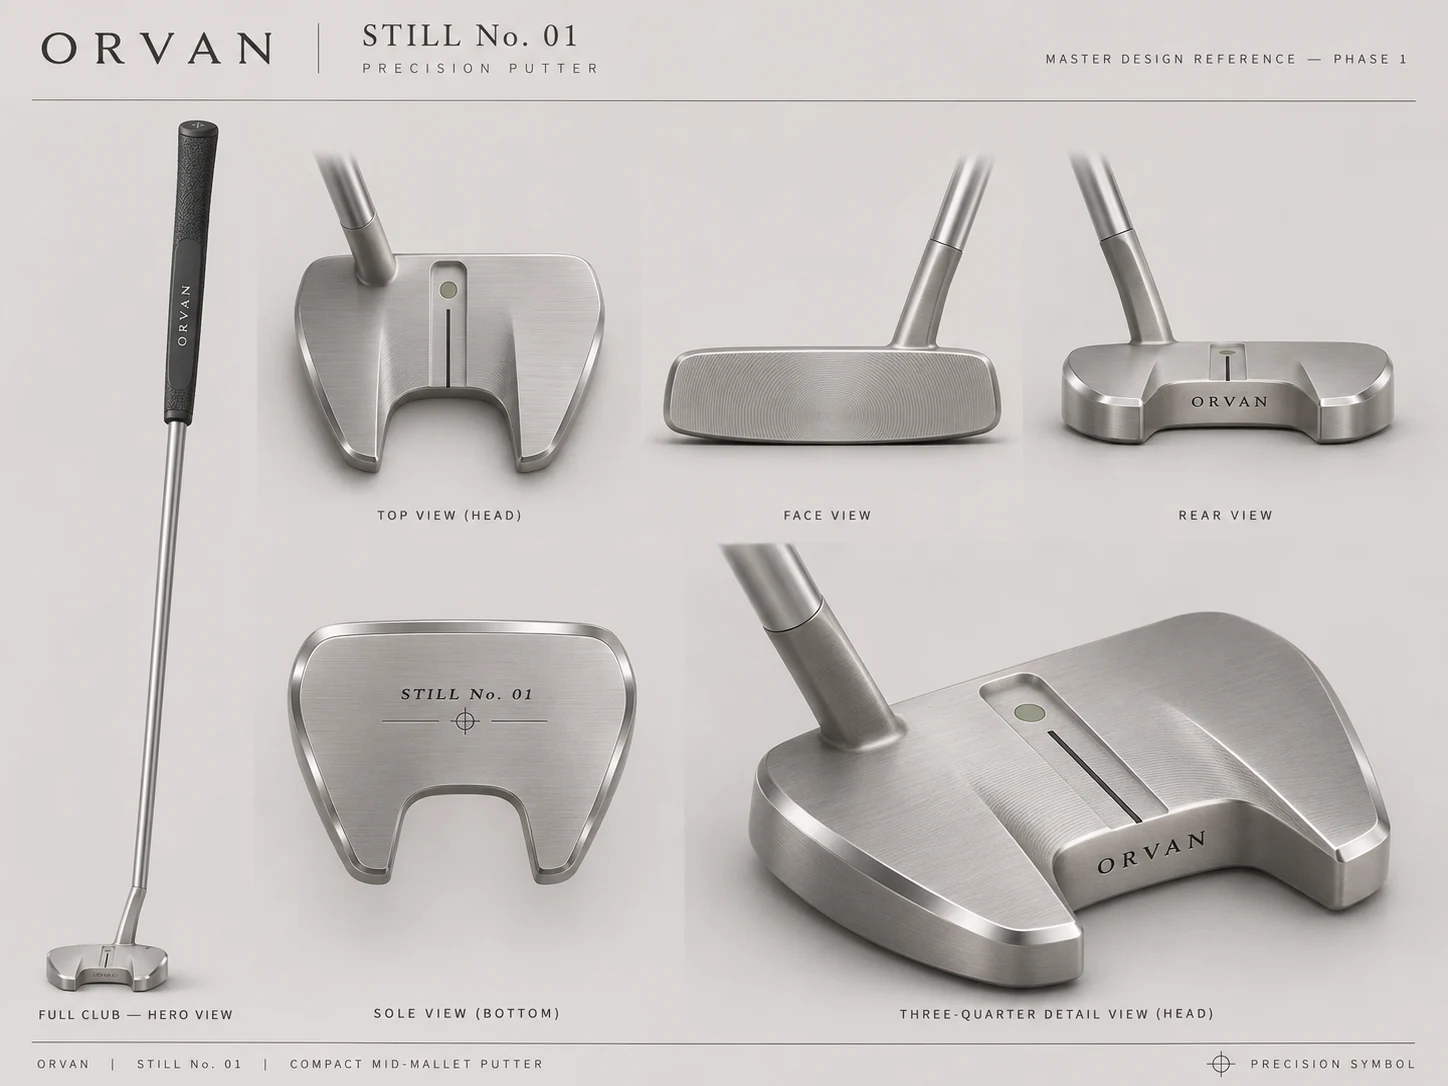 ORVAN
STILL No. 01
PRECISION PUTTER
MASTER DESIGN REFERENCE — PHASE 1
ORVAN
TOP VIEW (HEAD)
FACE VIEW
ORVAN
REAR VIEW
STILL No. 01
SOLE VIEW (BOTTOM)
ORVAN
THREE-QUARTER DETAIL VIEW (HEAD)
FULL CLUB — HERO VIEW
ORVAN | STILL No. 01 | COMPACT MID-MALLET PUTTER
PRECISION SYMBOL